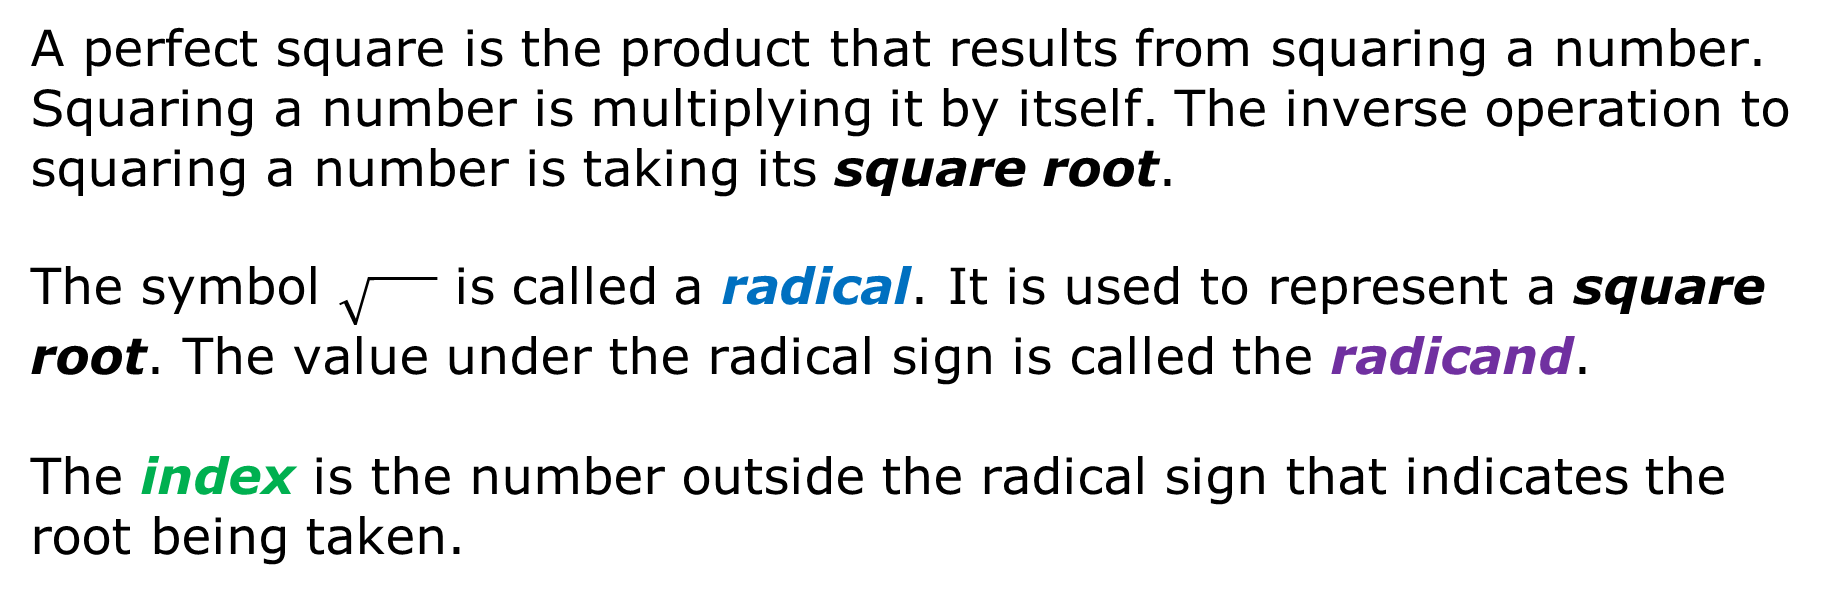 A perfect square is the product that results from squaring a number.
Squaring a number is multiplying it by itself. The inverse operation to
squaring a number is taking its square root.
The symbol √ is called a radical. It is used to represent a square
root. The value under the radical sign is called the radicand.
The index is the number outside the radical sign that indicates the
root being taken.